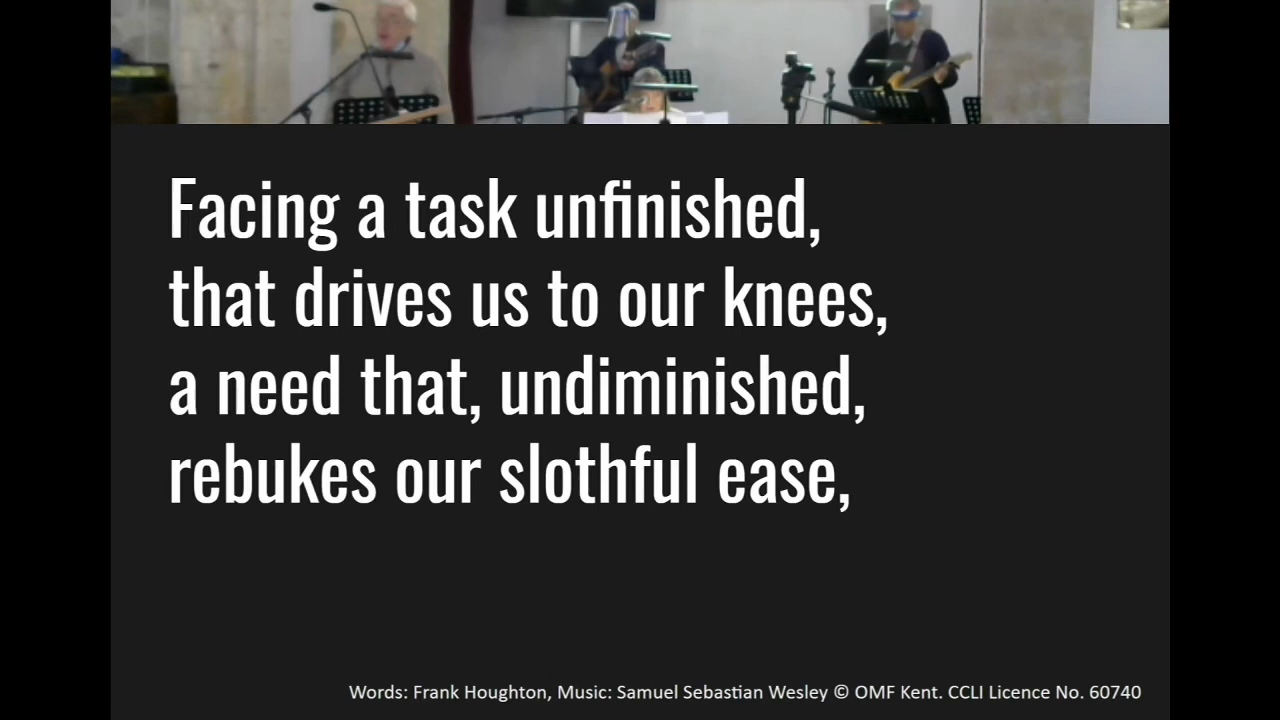 Facing a task unfinished,
that drives us to our knees,
a need that, undiminished,
rebukes our slothful ease,
Words: Frank Houghton, Music: Samuel Sebastian Wesley © OMF Kent. CCLI Licence No. 60740